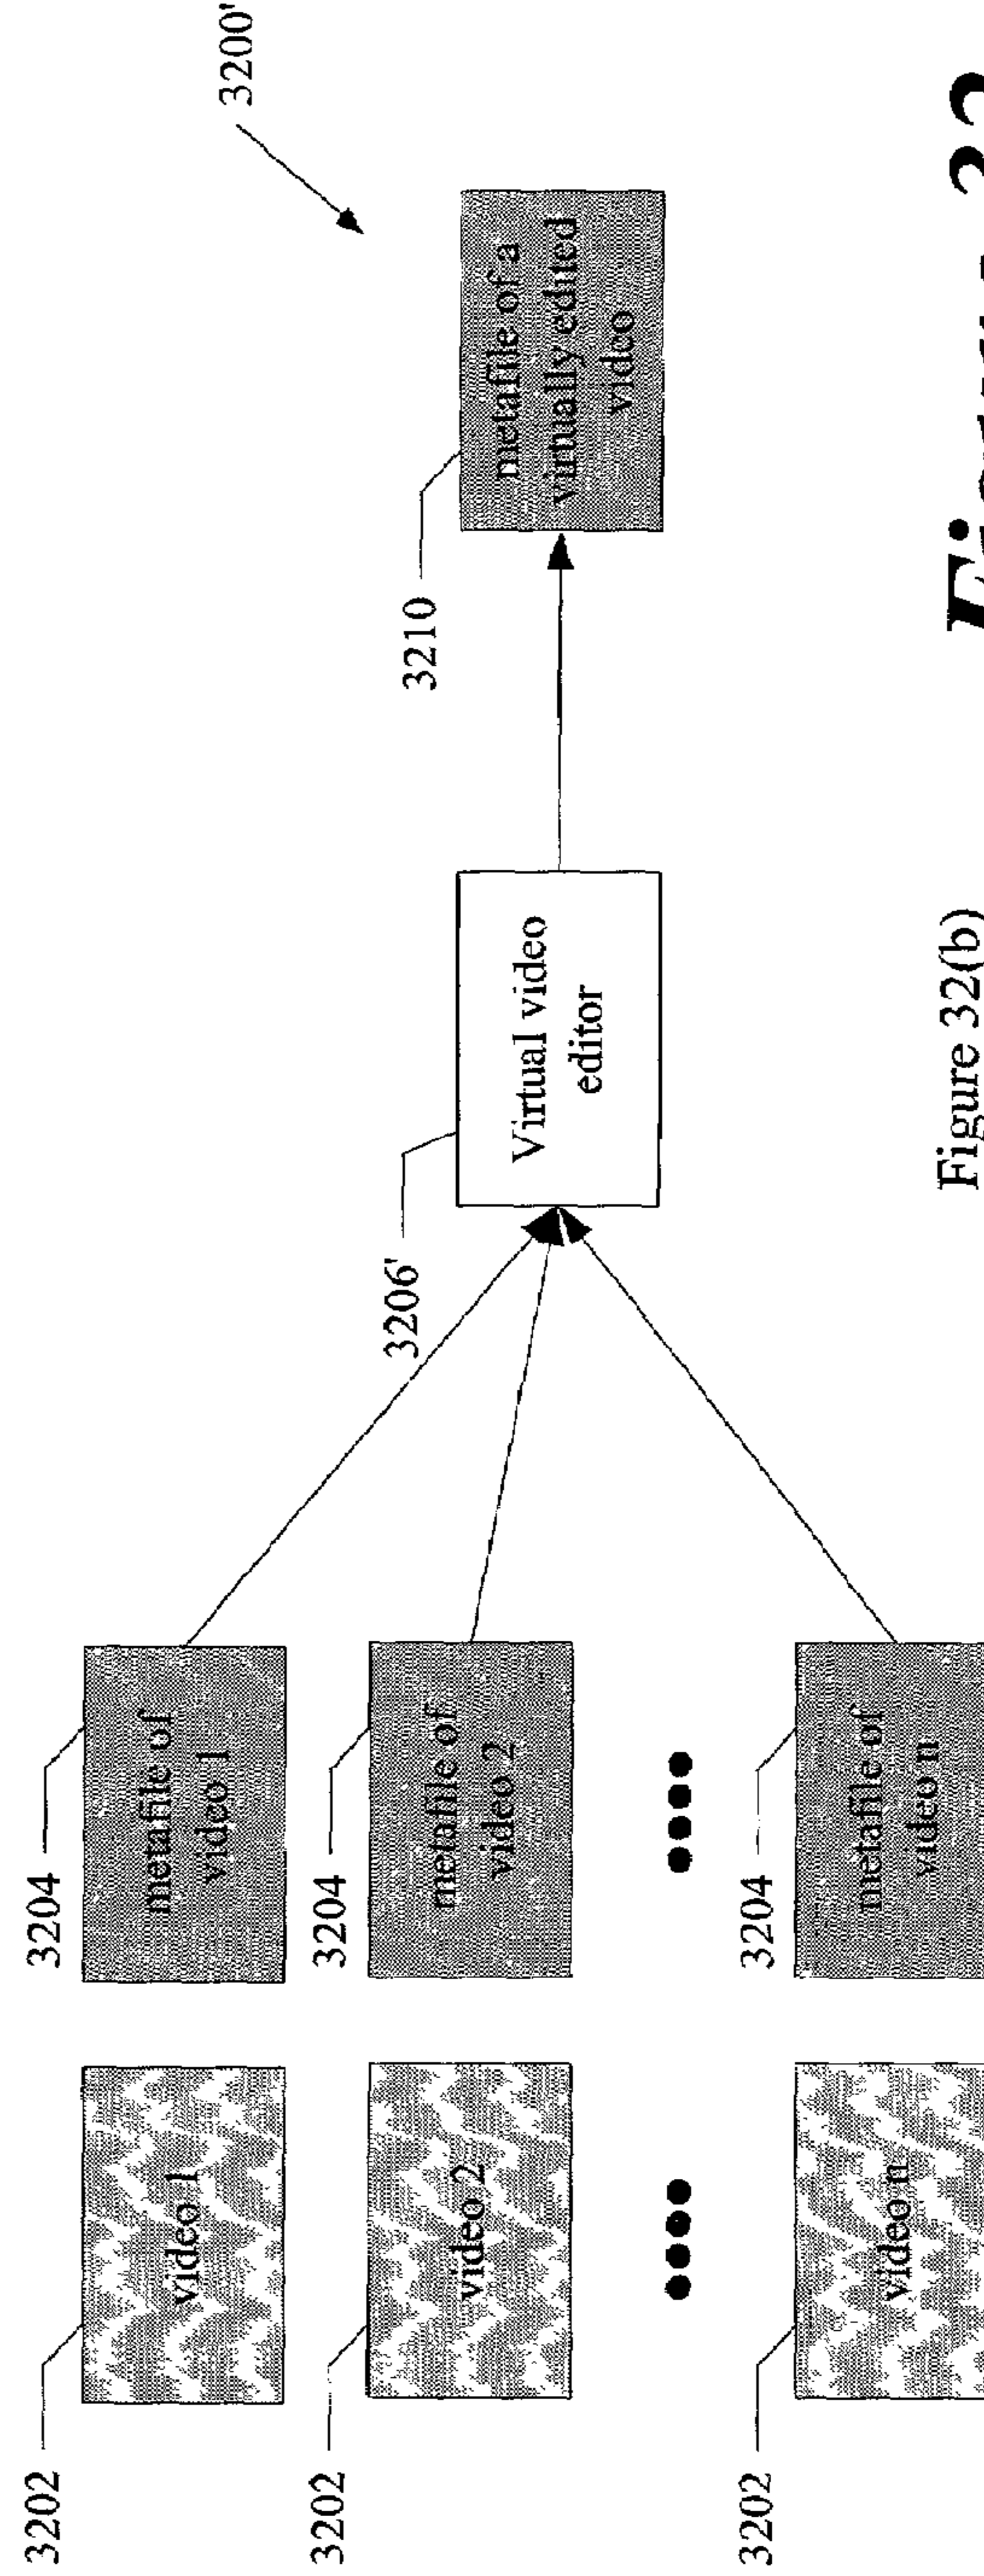 3200'
3202
video 1
3204
metafile of
video 1
3202
video 2
3204
metafile of
video 2
3206'
Virtual video
editor
3210
metafile of a
virtually edited
video
3202
video n
3204
metafile of
video n
Figure 32(b)